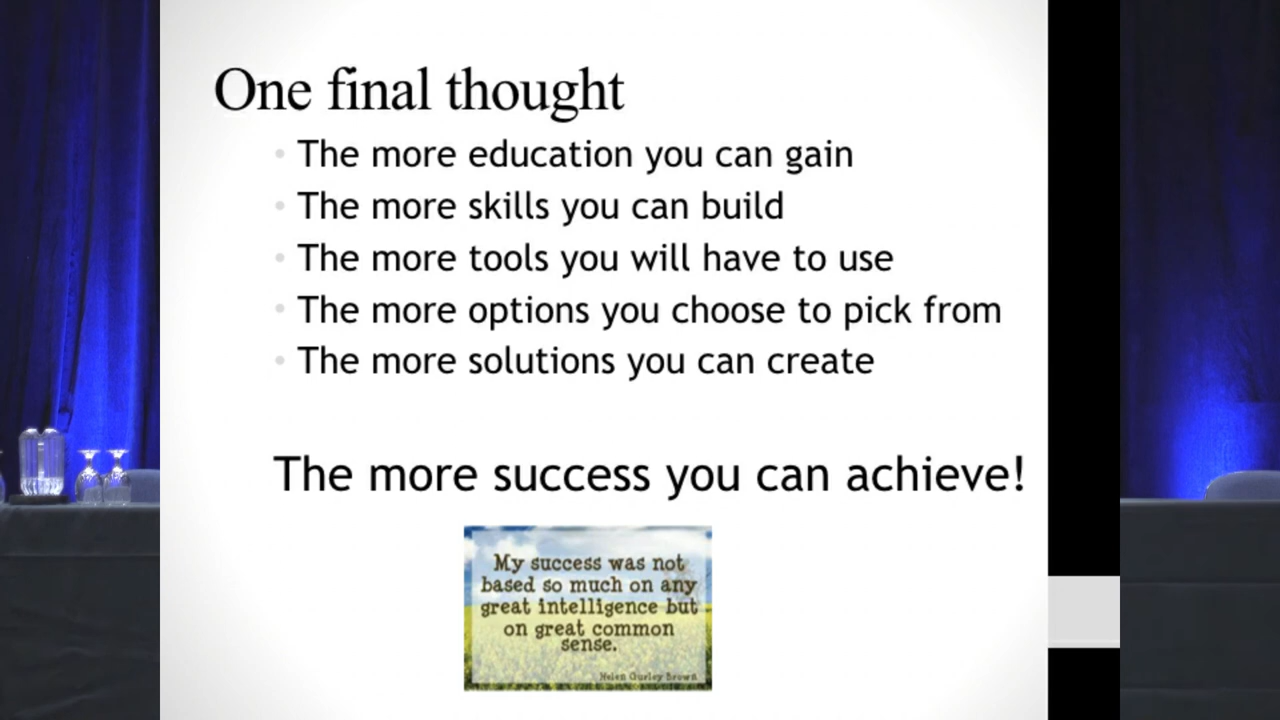 One final thought
• The more education you can gain
• The more skills you can build
• The more tools you will have to use
• The more options you choose to pick from
• The more solutions you can create
The more success you can achieve!
My success was not
based so much on any
great intelligence but
on great common
sense.
Helen Gurley Brown